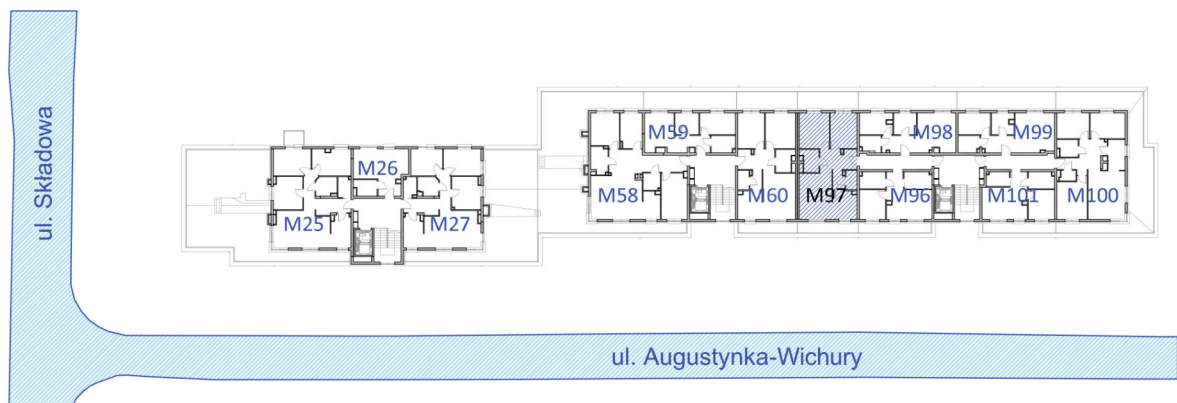 ul. Składowa
M25
M26
M27
M58
M59
M60
M97
M98
M96
M99
M101
M100
ul. Augustynka-Wichury